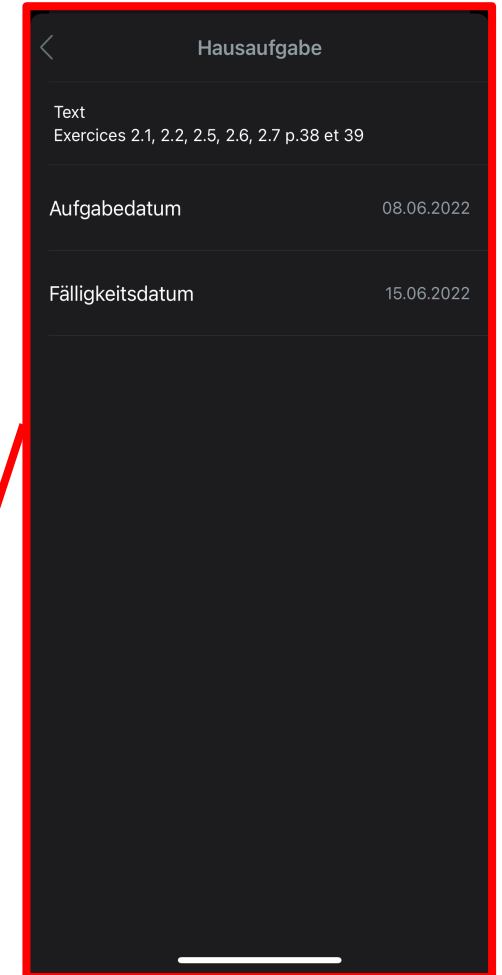 Hausaufgabe
Text
Exercices 2.1, 2.2, 2.5, 2.6, 2.7 p.38 et 39
Aufgabedatum 08.06.2022
Fälligkeitsdatum 15.06.2022